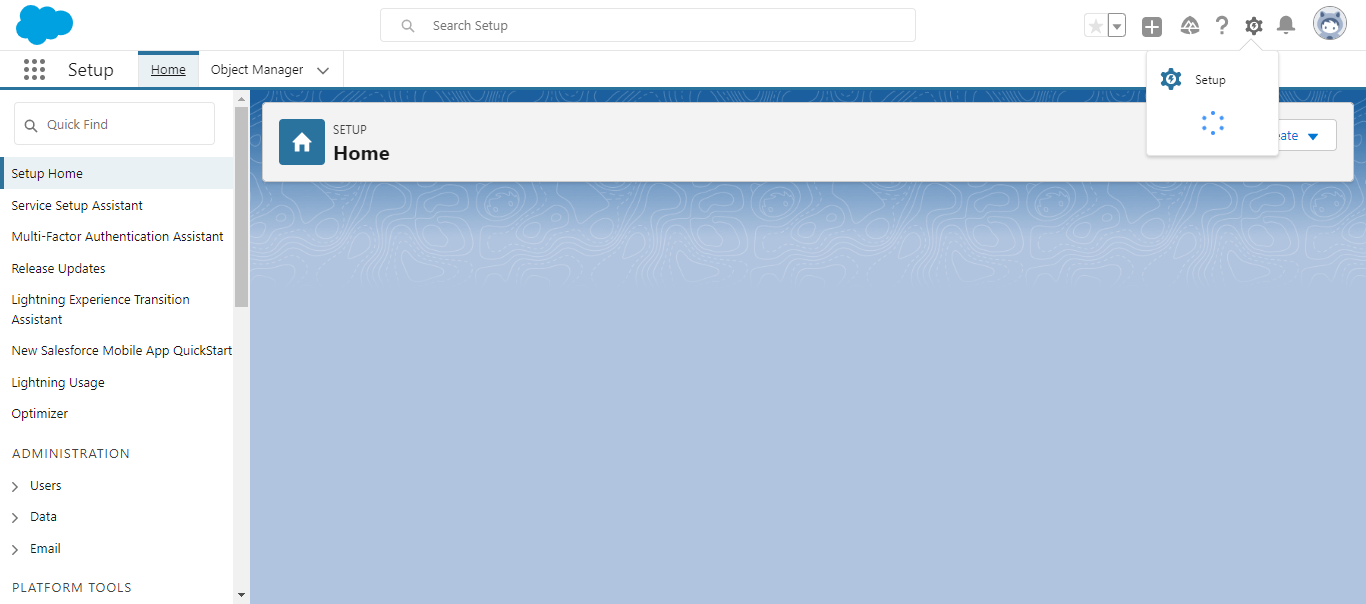 Search Setup
Setup
Home
Object Manager
Setup
Quick Find
SETUP
Home
eate
Setup Home
Service Setup Assistant
Multi-Factor Authentication Assistant
Release Updates
Lightning Experience Transition
Assistant
New Salesforce Mobile App QuickStart
Lightning Usage
Optimizer
ADMINISTRATION
Users
Data
Email
PLATFORM TOOLS